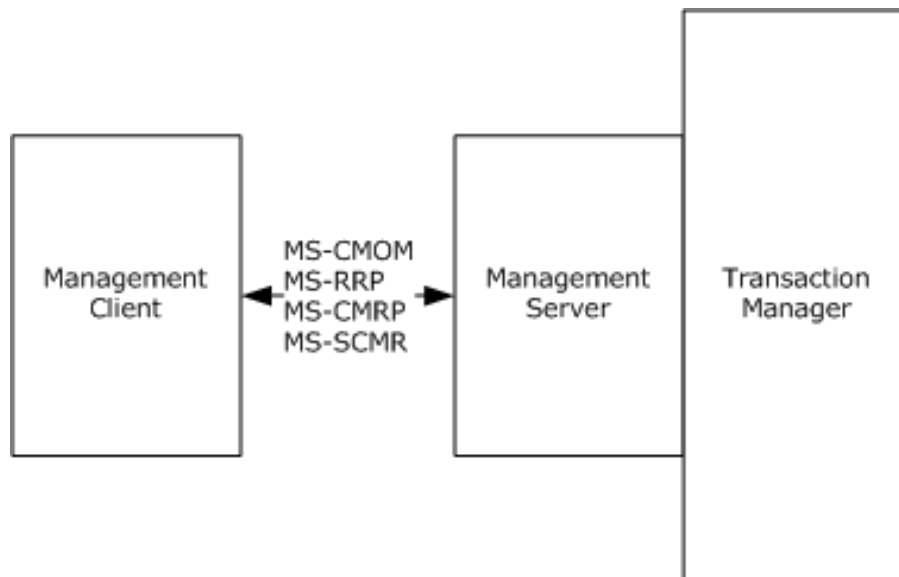 Management
Client
MS-CMOM
MS-RRP
MS-CMRP
MS-SCMR
Management
Server
Transaction
Manager